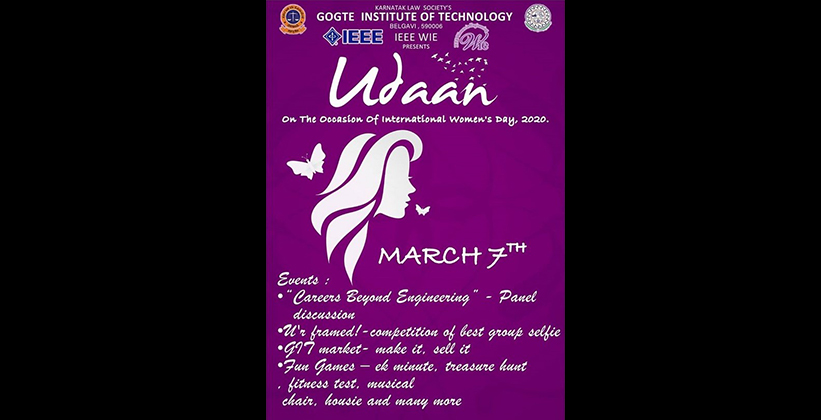 KARNATAK LAW SOCIETY'S
GOGTE INSTITUTE OF TECHNOLOGY
BELGAVI, 590006
IEEE IEEE WIE Wie
PRESENTS
Udaan
On The Occasion Of International Women's Day, 2020.
MARCH 7TH
Events :
•"Careers Beyond Engineering" - Panel
discussion
•U'r framed!-competition of best group selfie
•GIT market- make it, sell it
•Fun Games – ek minute, treasure hunt
, fitness test, musical
chair, housie and many more